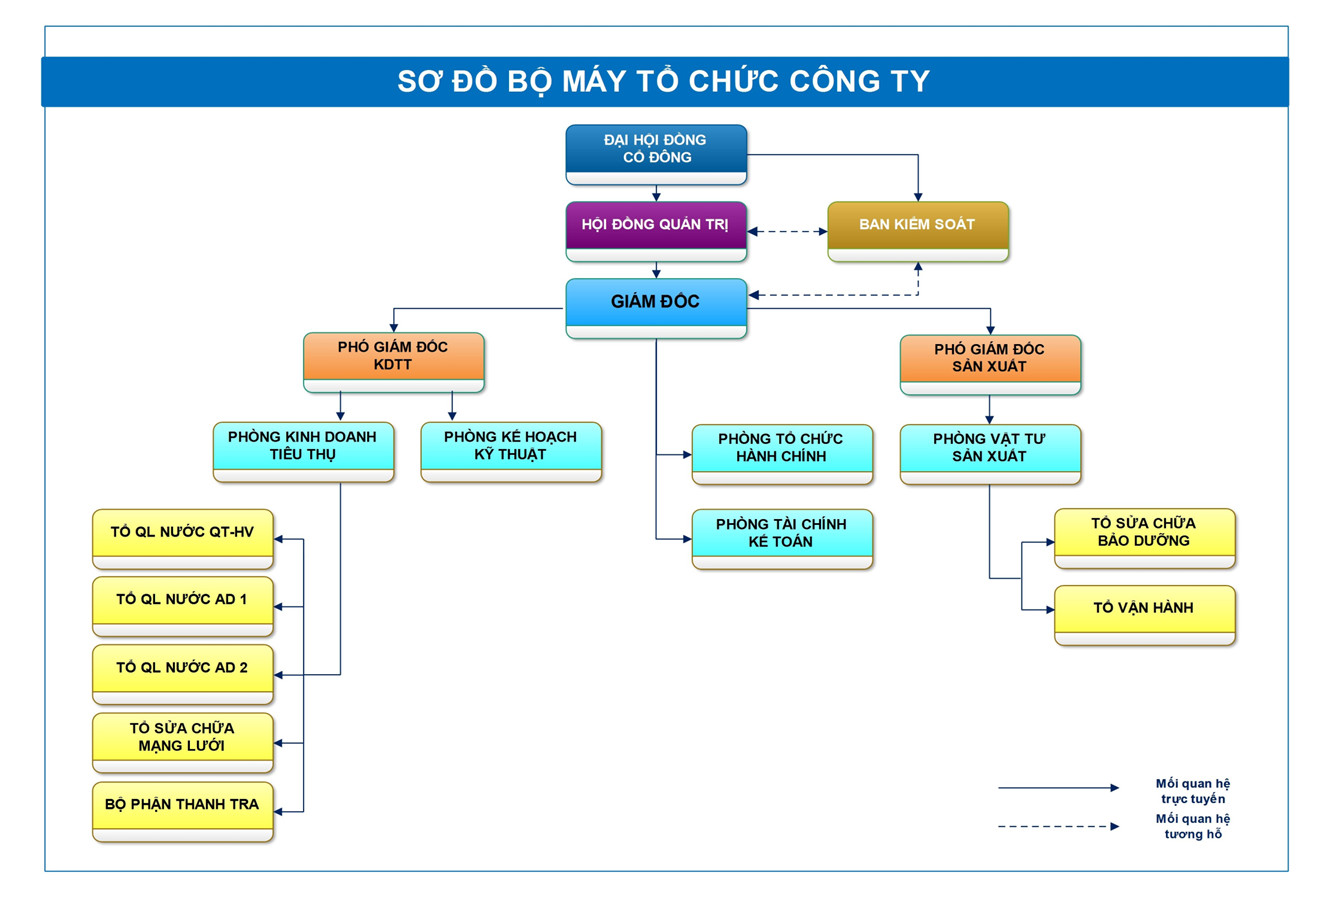 SƠ ĐỒ BỘ MÁY TỔ CHỨC CÔNG TY
ĐẠI HỘI ĐỒNG
CỔ ĐÔNG
HỘI ĐỒNG QUẢN TRỊ
BAN KIỂM SOÁT
GIÁM ĐỐC
PHÓ GIÁM ĐỐC
KDTT
PHÓ GIÁM ĐỐC
SẢN XUẤT
PHÒNG KINH DOANH
TIÊU THỤ
PHÒNG KẾ HOẠCH
KỸ THUẬT
PHÒNG TỔ CHỨC
HÀNH CHÍNH
PHÒNG VẬT TƯ
SẢN XUẤT
PHÒNG TÀI CHÍNH
KẾ TOÁN
TỔ QL NƯỚC QT-HV
TỔ QL NƯỚC AD 1
TỔ QL NƯỚC AD 2
TỔ SỬA CHỮA
MẠNG LƯỚI
BỘ PHẬN THANH TRA
TỔ SỬA CHỮA
BẢO DƯỠNG
TỔ VẬN HÀNH
Mối quan hệ
trực tuyến
Mối quan hệ
tương hỗ